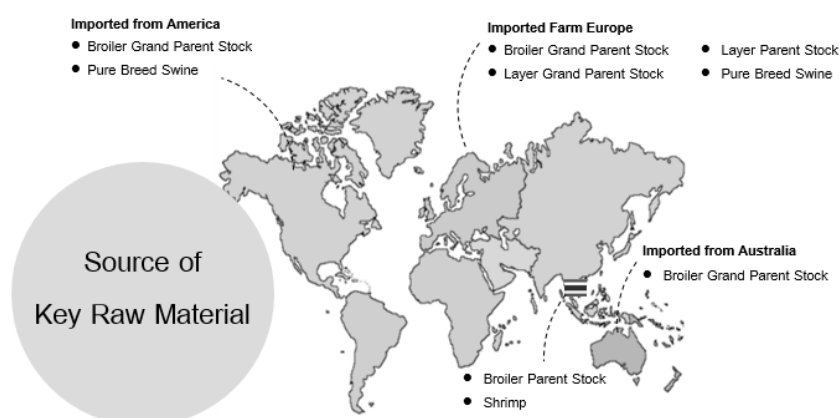 Imported from America
● Broiler Grand Parent Stock
● Pure Breed Swine
Imported Farm Europe
● Broiler Grand Parent Stock
● Layer Grand Parent Stock
● Layer Parent Stock
● Pure Breed Swine
Source of
Key Raw Material
Imported from Australia
● Broiler Grand Parent Stock
● Broiler Parent Stock
● Shrimp